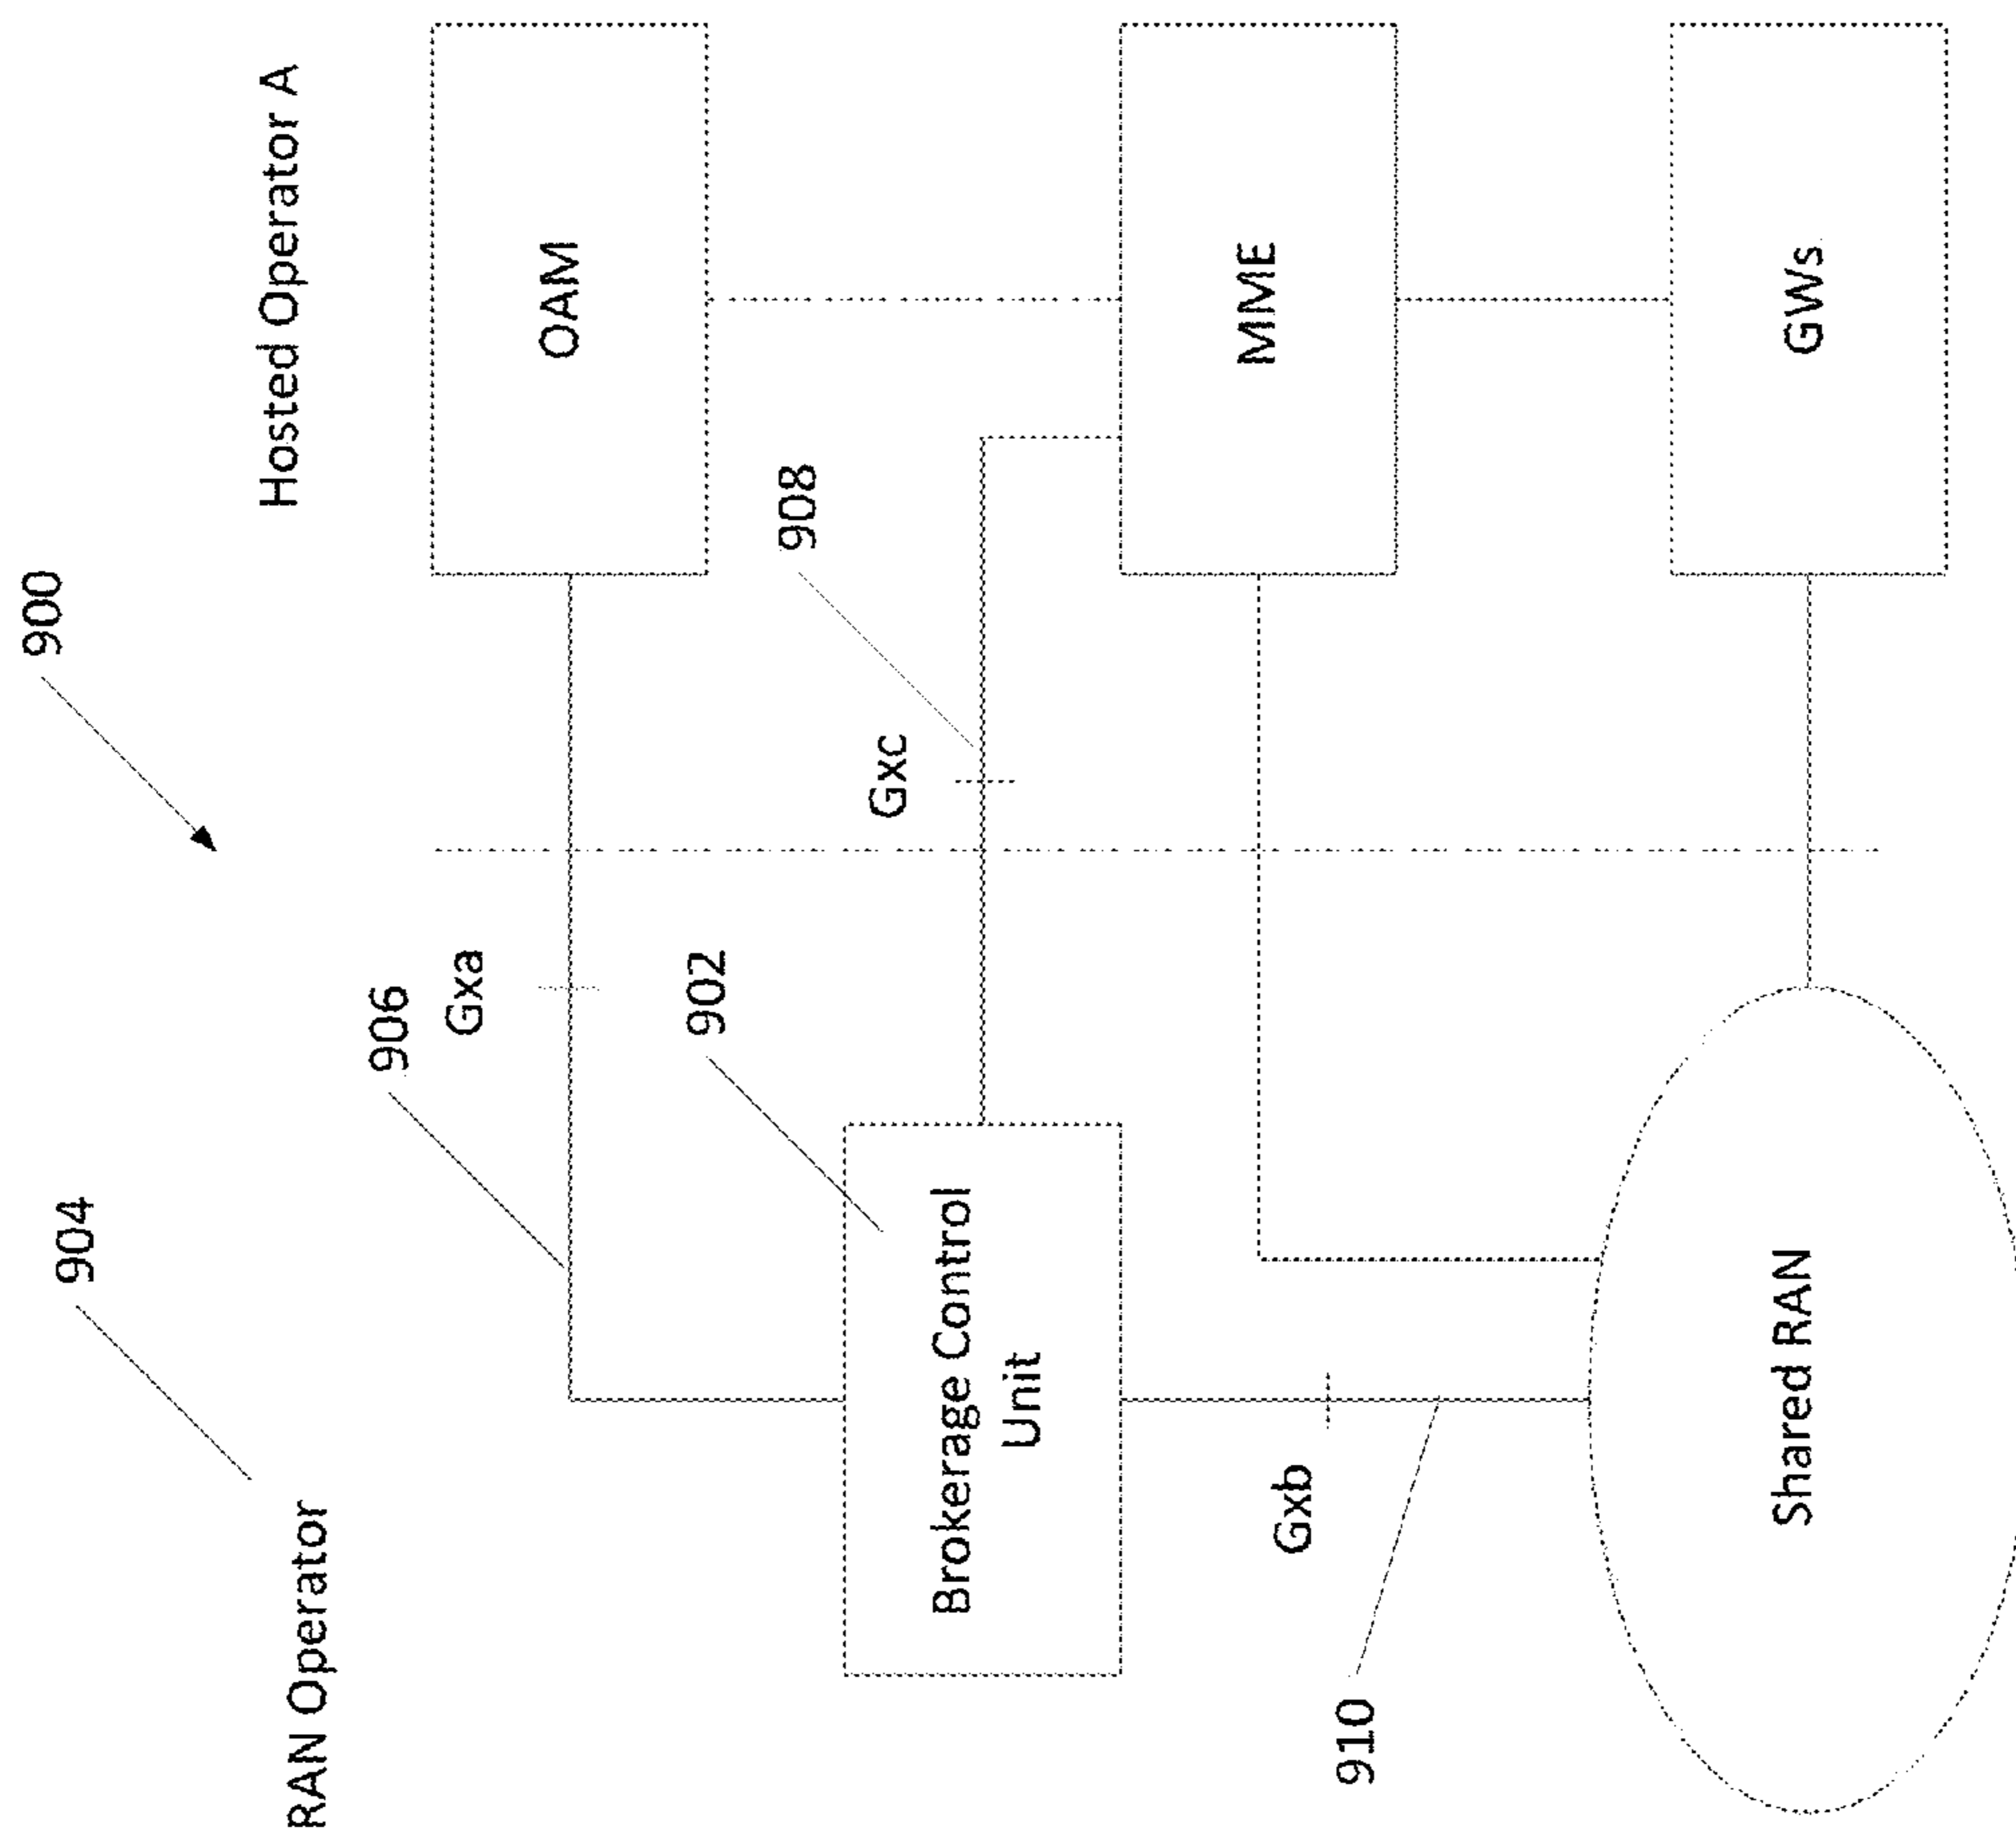 900
904
RAN Operator
Hosted Operator A
906
Gxa
OAM
902
908
Gxc
Brokerage Control
Unit
MME
Gxb
910
Shared RAN
GWs